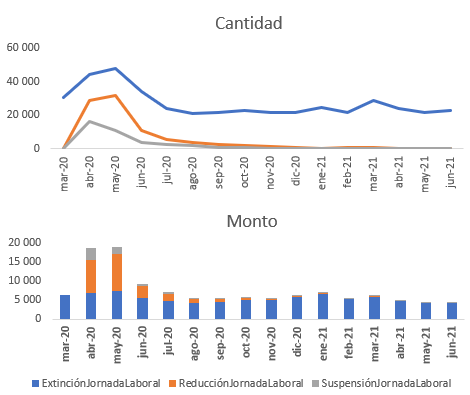 Cantidad
60 000
40 000
20 000
0
mar-20 abr-20 may-20 jun-20 jul-20 ago-20 sep-20 oct-20 nov-20 dic-20 ene-21 feb-21 mar-21 abr-21 may-21 jun-21
Monto
20 000
15 000
10 000
5 000
0
mar-20 abr-20 may-20 jun-20 jul-20 ago-20 sep-20 oct-20 nov-20 dic-20 ene-21 feb-21 mar-21 abr-21 may-21 jun-21
ExtinciónJornadaLaboral ReducciónJornadaLaboral SuspensiónJornadaLaboral